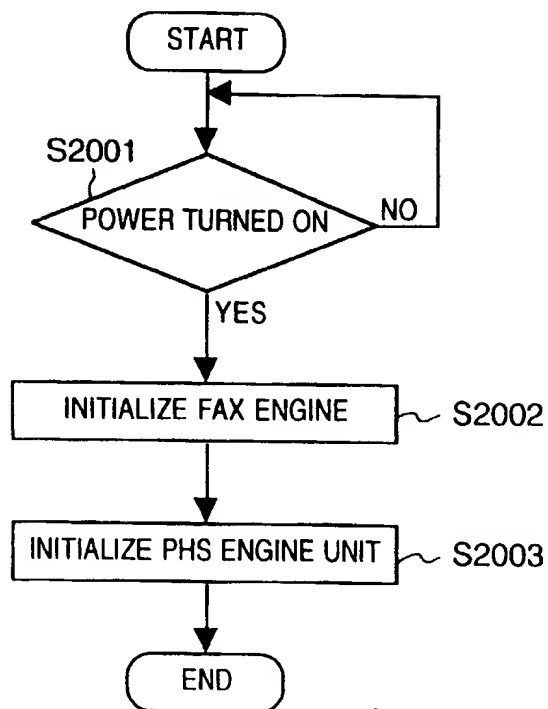 START
S2001
POWER TURNED ON
NO
YES
INITIALIZE FAX ENGINE
S2002
INITIALIZE PHS ENGINE UNIT
S2003
END